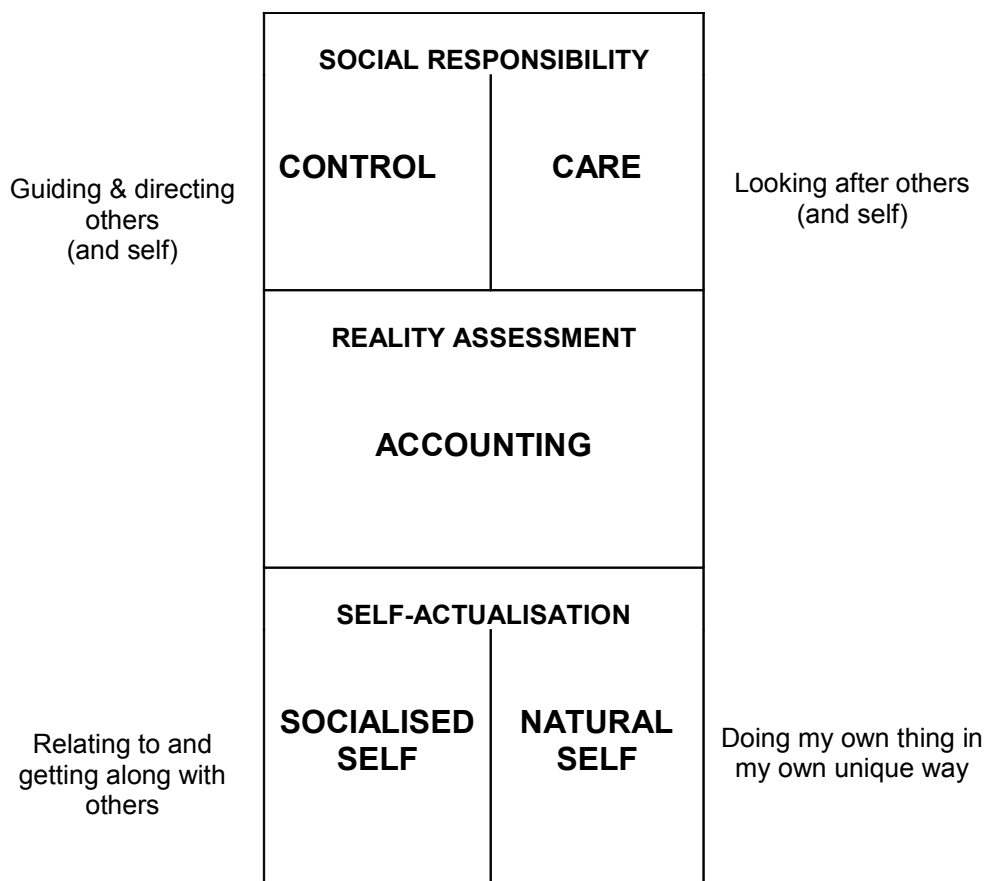 SOCIAL RESPONSIBILITY
CONTROL
CARE
Guiding & directing
others
(and self)
Looking after others
(and self)
REALITY ASSESSMENT
ACCOUNTING
SELF-ACTUALISATION
SOCIALISED
SELF
NATURAL
SELF
Relating to and
getting along with
others
Doing my own thing in
my own unique way